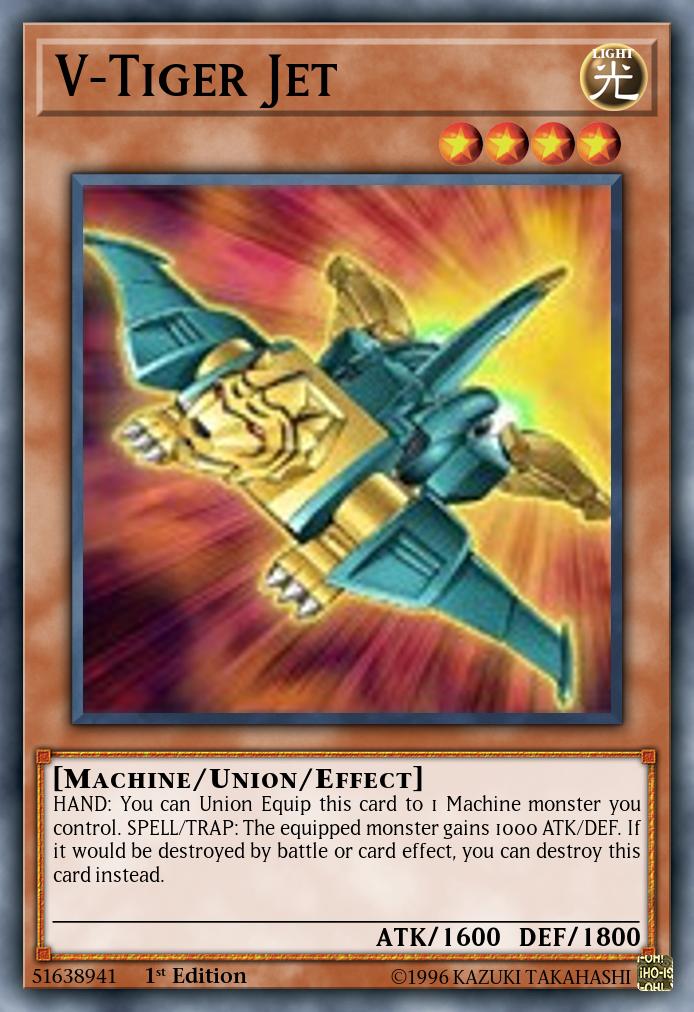 V-Tiger Jet
LIGHT
光
[Machine/Union/Effect]
HAND: You can Union Equip this card to 1 Machine monster you
control. SPELL/TRAP: The equipped monster gains 1000 ATK/DEF. If
it would be destroyed by battle or card effect, you can destroy this
card instead.
ATK/1600 DEF/1800
51638941 1st Edition ©1996 KAZUKI TAKAHASHI